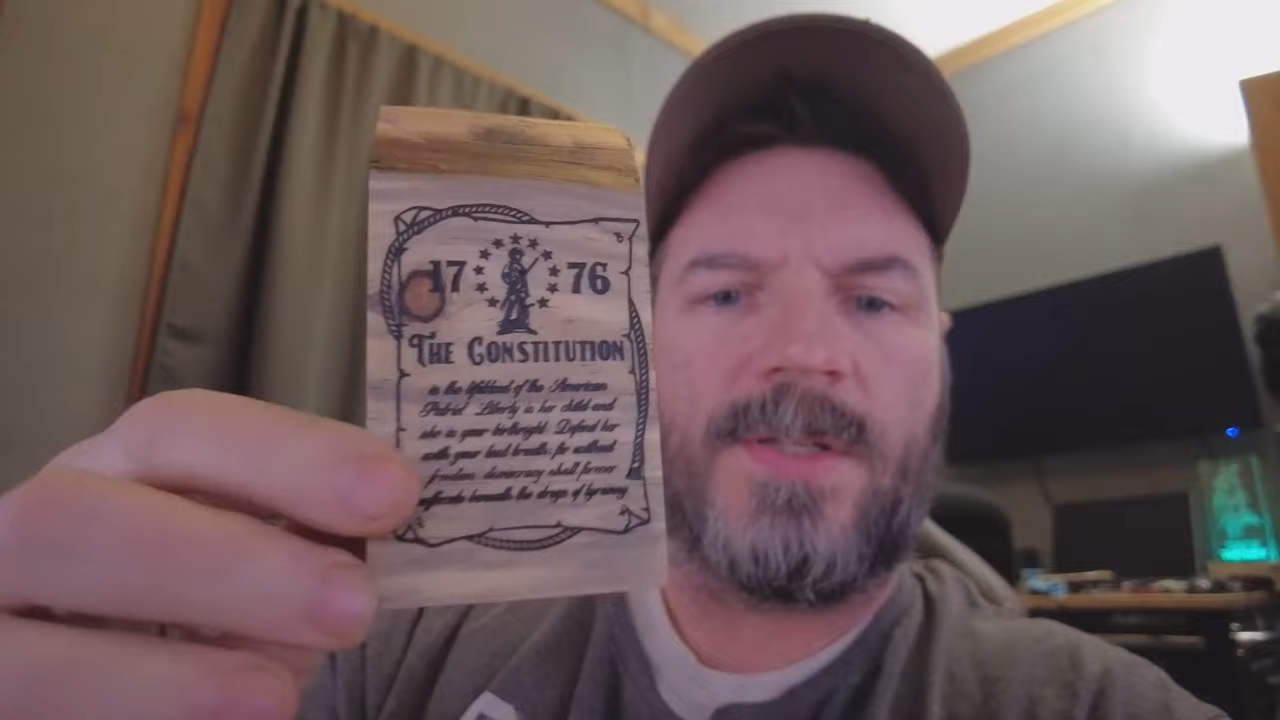 17 76
THE CONSTITUTION
is the lifeblood of the American
Patriot Liberty is her child and
she is your birthright. Defend her
with your last breath, for without
freedom, democracy shall forever
suffocate beneath the dregs of tyranny